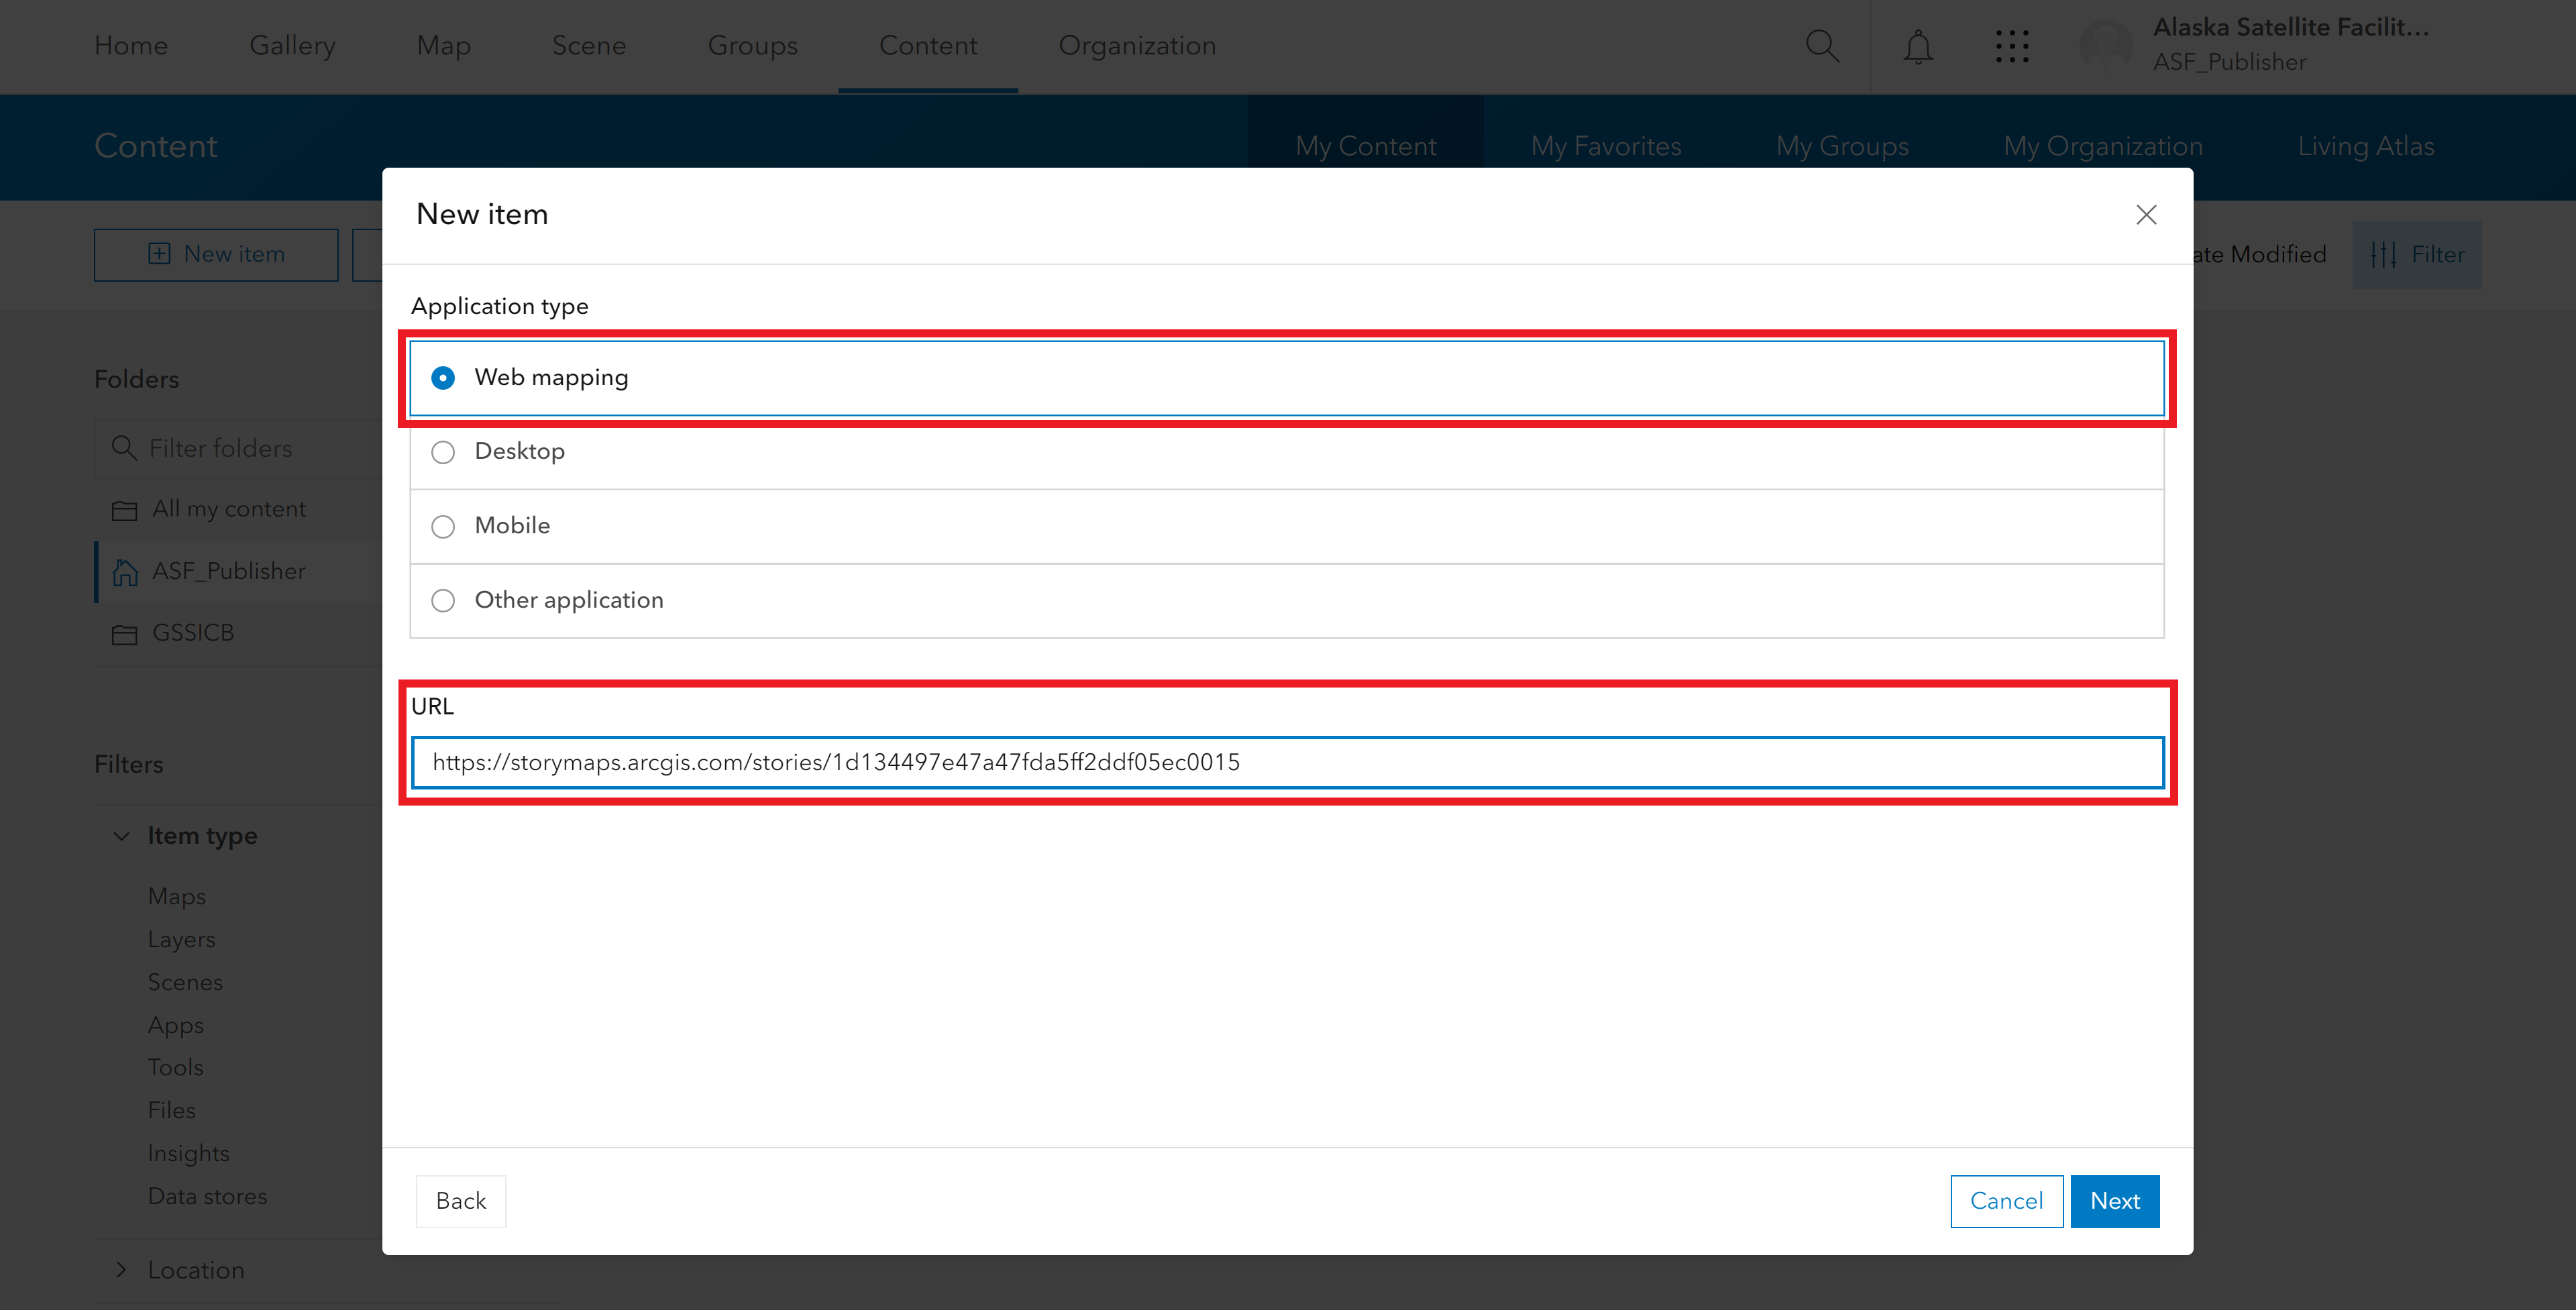 Home Gallery Map Scene Groups Content Organization
Alaska Satellite Facilit...
ASF_Publisher
Content My Content My Favorites My Groups My Organization Living Atlas
New item
New item ate Modified Filter
Application type
Web mapping
Desktop
Mobile
Other application
URL
https://storymaps.arcgis.com/stories/1d134497e47a47fda5ff2ddf05ec0015
Back Cancel Next
Folders
Filter folders
All my content
ASF_Publisher
GSSICB
Filters
Item type
Maps
Layers
Scenes
Apps
Tools
Files
Insights
Data stores
Location